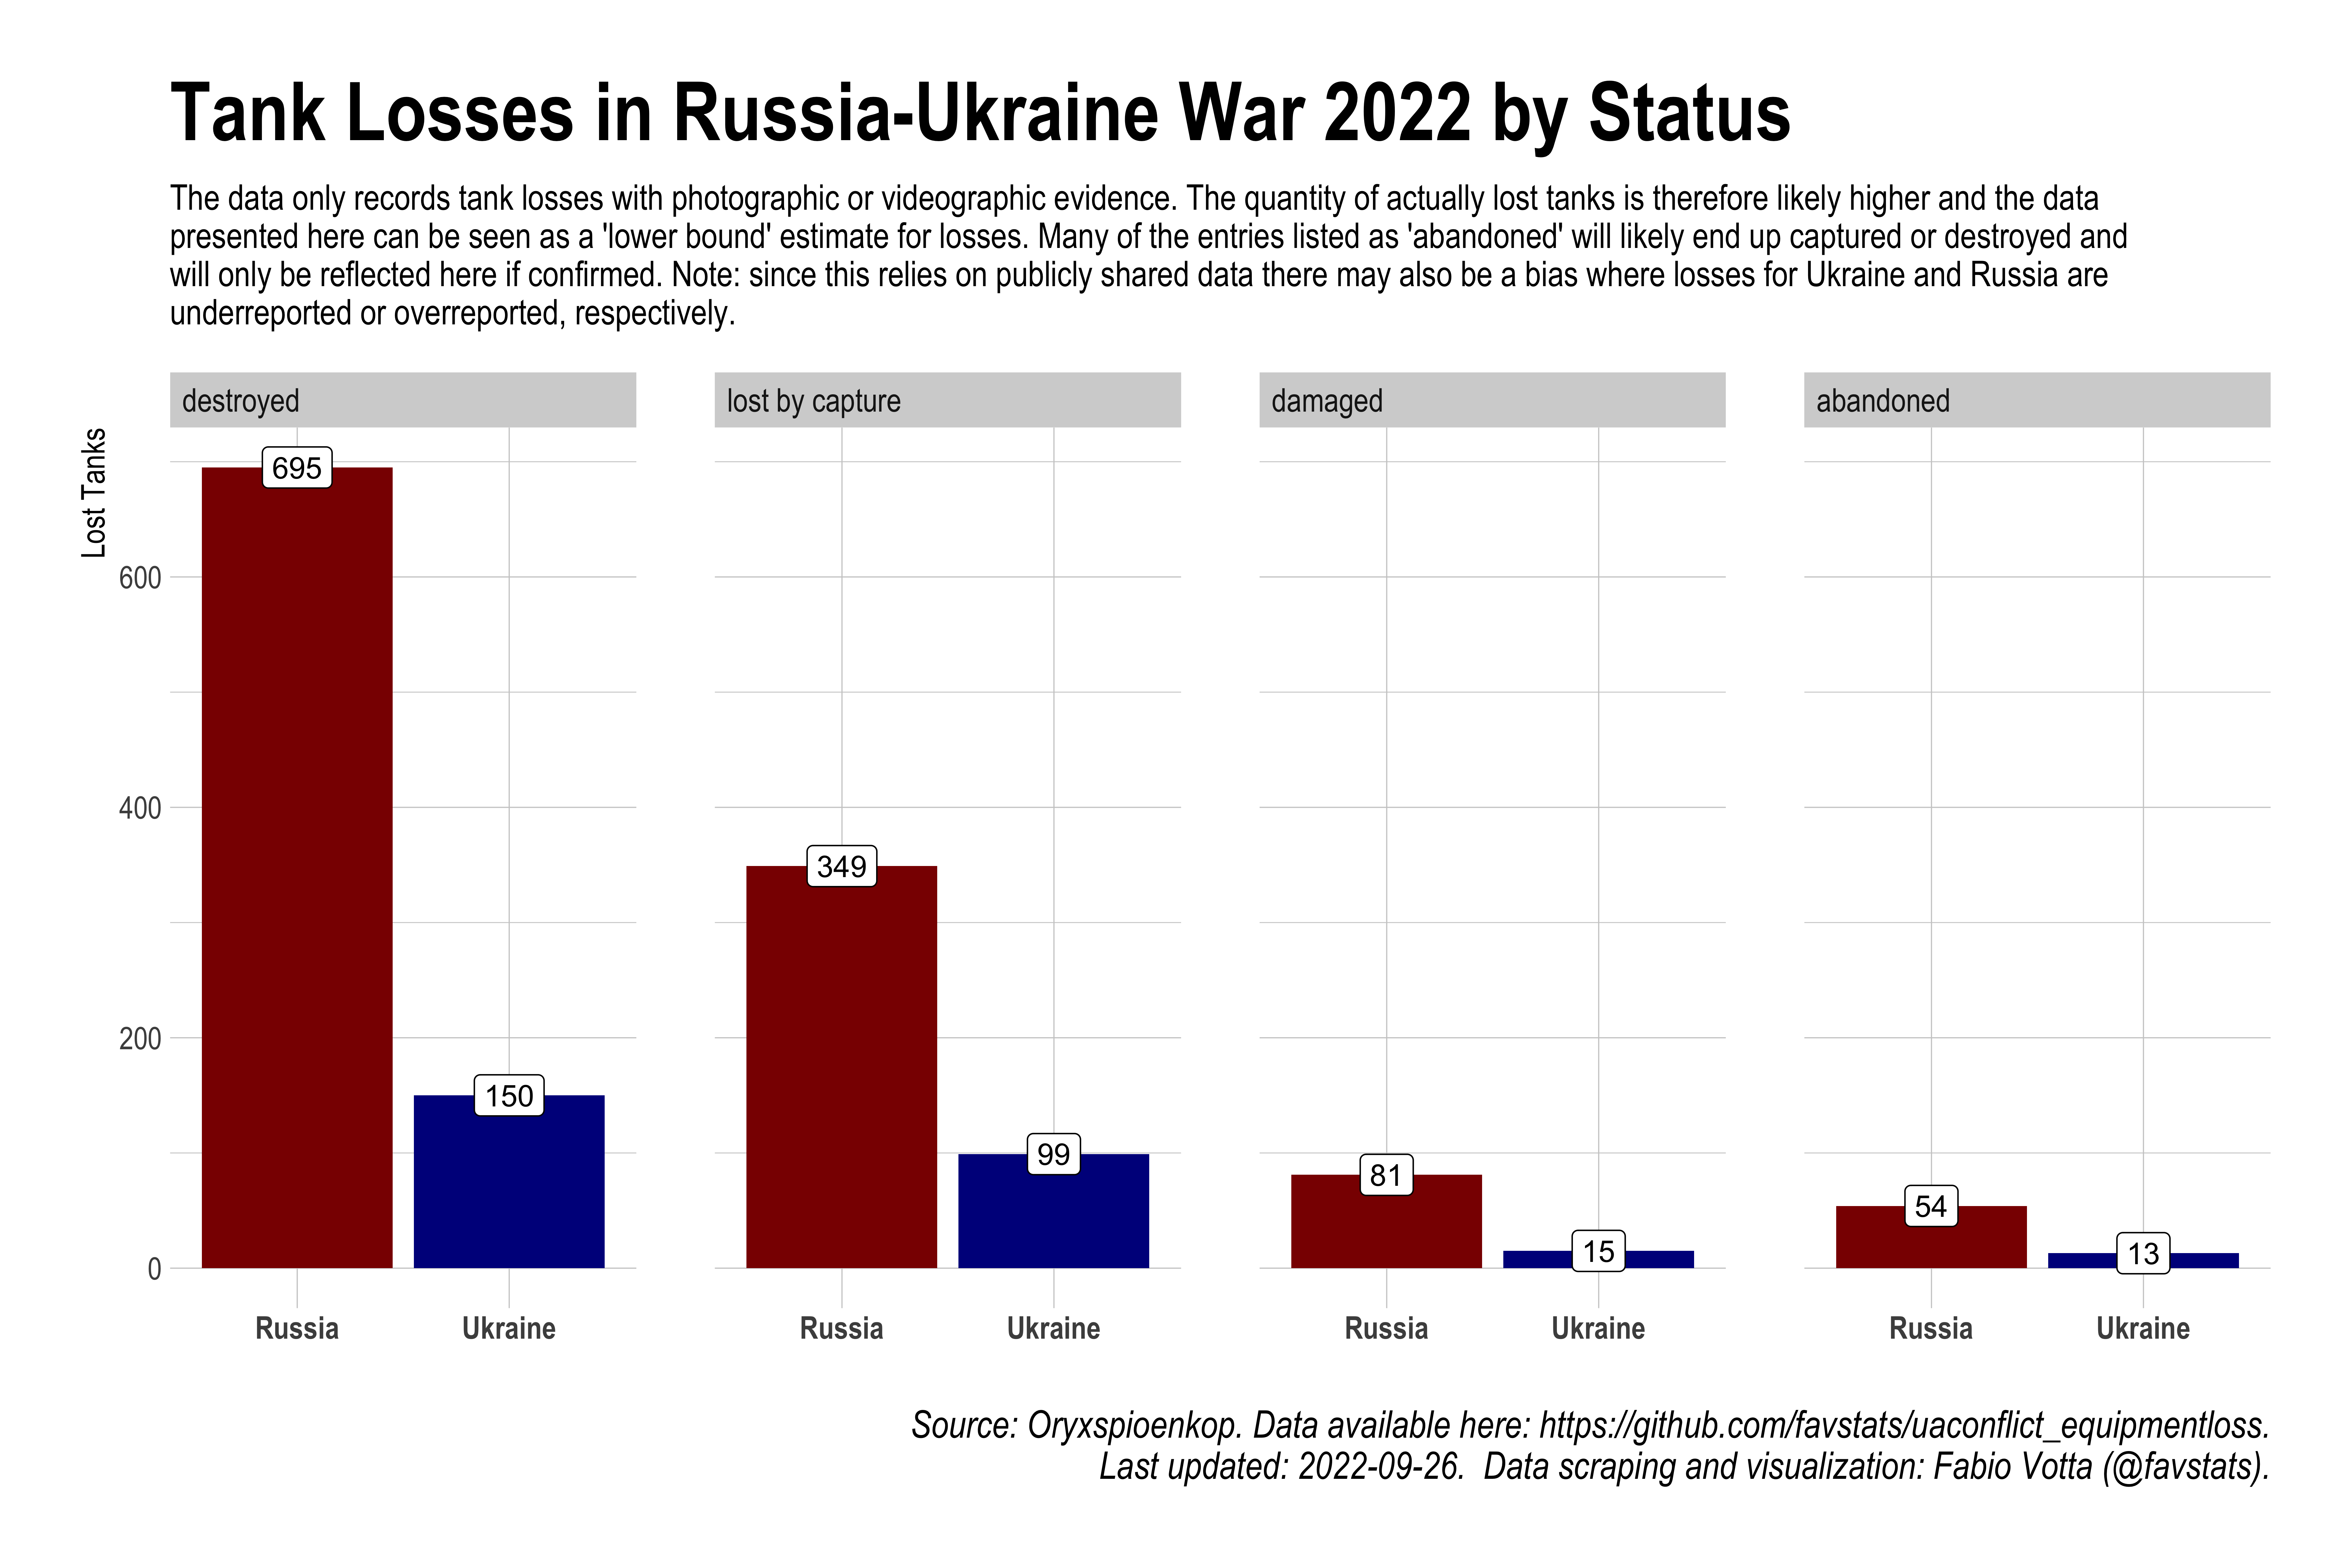 Tank Losses in Russia-Ukraine War 2022 by Status
The data only records tank losses with photographic or videographic evidence. The quantity of actually lost tanks is therefore likely higher and the data
presented here can be seen as a 'lower bound' estimate for losses. Many of the entries listed as 'abandoned' will likely end up captured or destroyed and
will only be reflected here if confirmed. Note: since this relies on publicly shared data there may also be a bias where losses for Ukraine and Russia are
underreported or overreported, respectively.
destroyed
lost by capture
damaged
abandoned
Lost Tanks
600
400
200
0
695
150
349
99
81
15
54
13
Russia
Ukraine
Russia
Ukraine
Russia
Ukraine
Russia
Ukraine
Source: Oryxspioenkop. Data available here: https://github.com/favstats/uaconflict_equipmentloss.
Last updated: 2022-09-26.  Data scraping and visualization: Fabio Votta (@favstats).